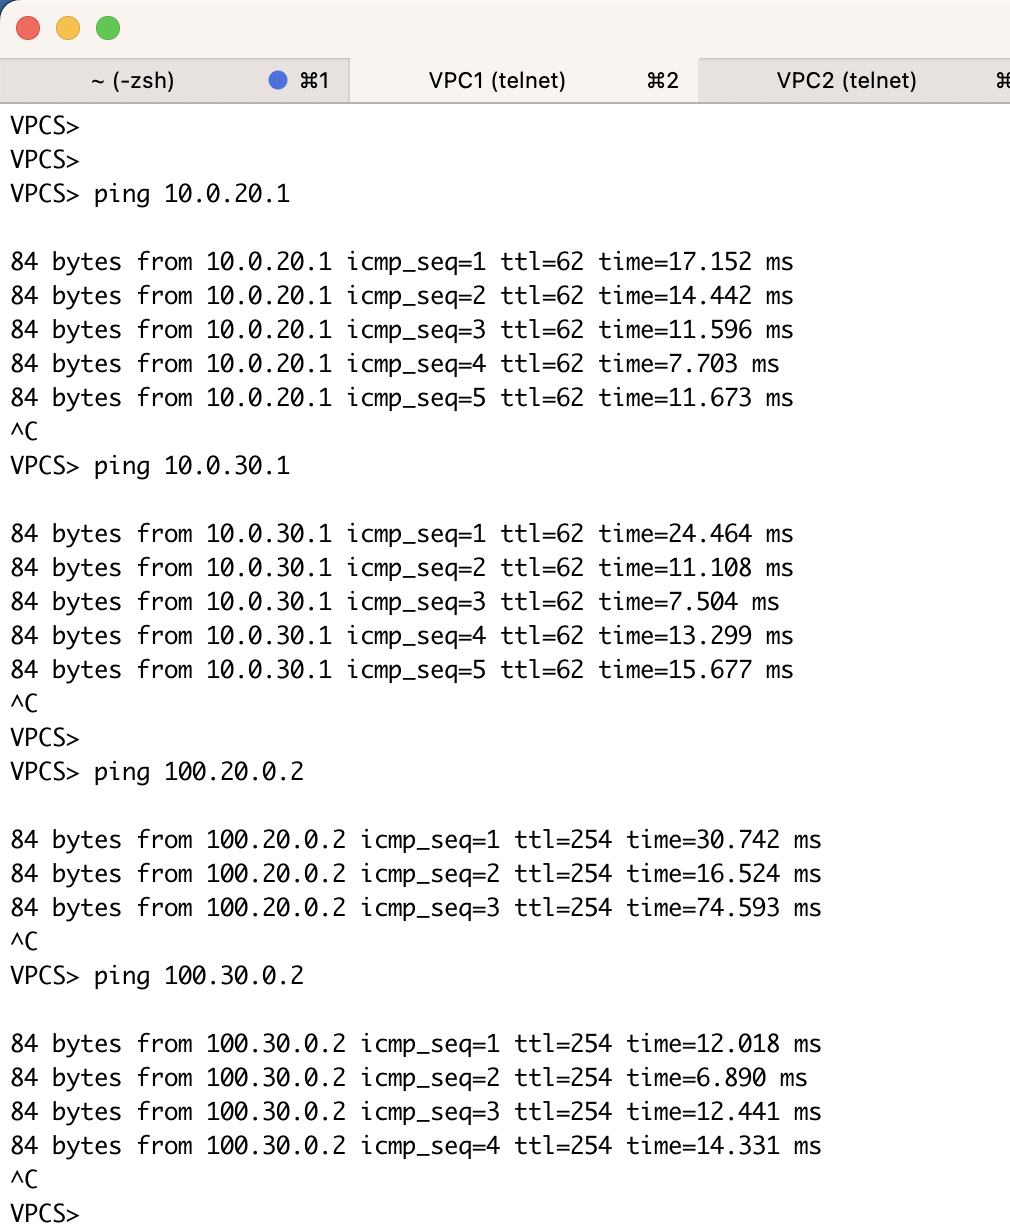 ~ (-zsh) ⌘1 VPC1 (telnet) ⌘2 VPC2 (telnet) ⌘
VPCS>
VPCS>
VPCS> ping 10.0.20.1
84 bytes from 10.0.20.1 icmp_seq=1 ttl=62 time=17.152 ms
84 bytes from 10.0.20.1 icmp_seq=2 ttl=62 time=14.442 ms
84 bytes from 10.0.20.1 icmp_seq=3 ttl=62 time=11.596 ms
84 bytes from 10.0.20.1 icmp_seq=4 ttl=62 time=7.703 ms
84 bytes from 10.0.20.1 icmp_seq=5 ttl=62 time=11.673 ms
^C
VPCS> ping 10.0.30.1
84 bytes from 10.0.30.1 icmp_seq=1 ttl=62 time=24.464 ms
84 bytes from 10.0.30.1 icmp_seq=2 ttl=62 time=11.108 ms
84 bytes from 10.0.30.1 icmp_seq=3 ttl=62 time=7.504 ms
84 bytes from 10.0.30.1 icmp_seq=4 ttl=62 time=13.299 ms
84 bytes from 10.0.30.1 icmp_seq=5 ttl=62 time=15.677 ms
^C
VPCS>
VPCS> ping 100.20.0.2
84 bytes from 100.20.0.2 icmp_seq=1 ttl=254 time=30.742 ms
84 bytes from 100.20.0.2 icmp_seq=2 ttl=254 time=16.524 ms
84 bytes from 100.20.0.2 icmp_seq=3 ttl=254 time=74.593 ms
^C
VPCS> ping 100.30.0.2
84 bytes from 100.30.0.2 icmp_seq=1 ttl=254 time=12.018 ms
84 bytes from 100.30.0.2 icmp_seq=2 ttl=254 time=6.890 ms
84 bytes from 100.30.0.2 icmp_seq=3 ttl=254 time=12.441 ms
84 bytes from 100.30.0.2 icmp_seq=4 ttl=254 time=14.331 ms
^C
VPCS>